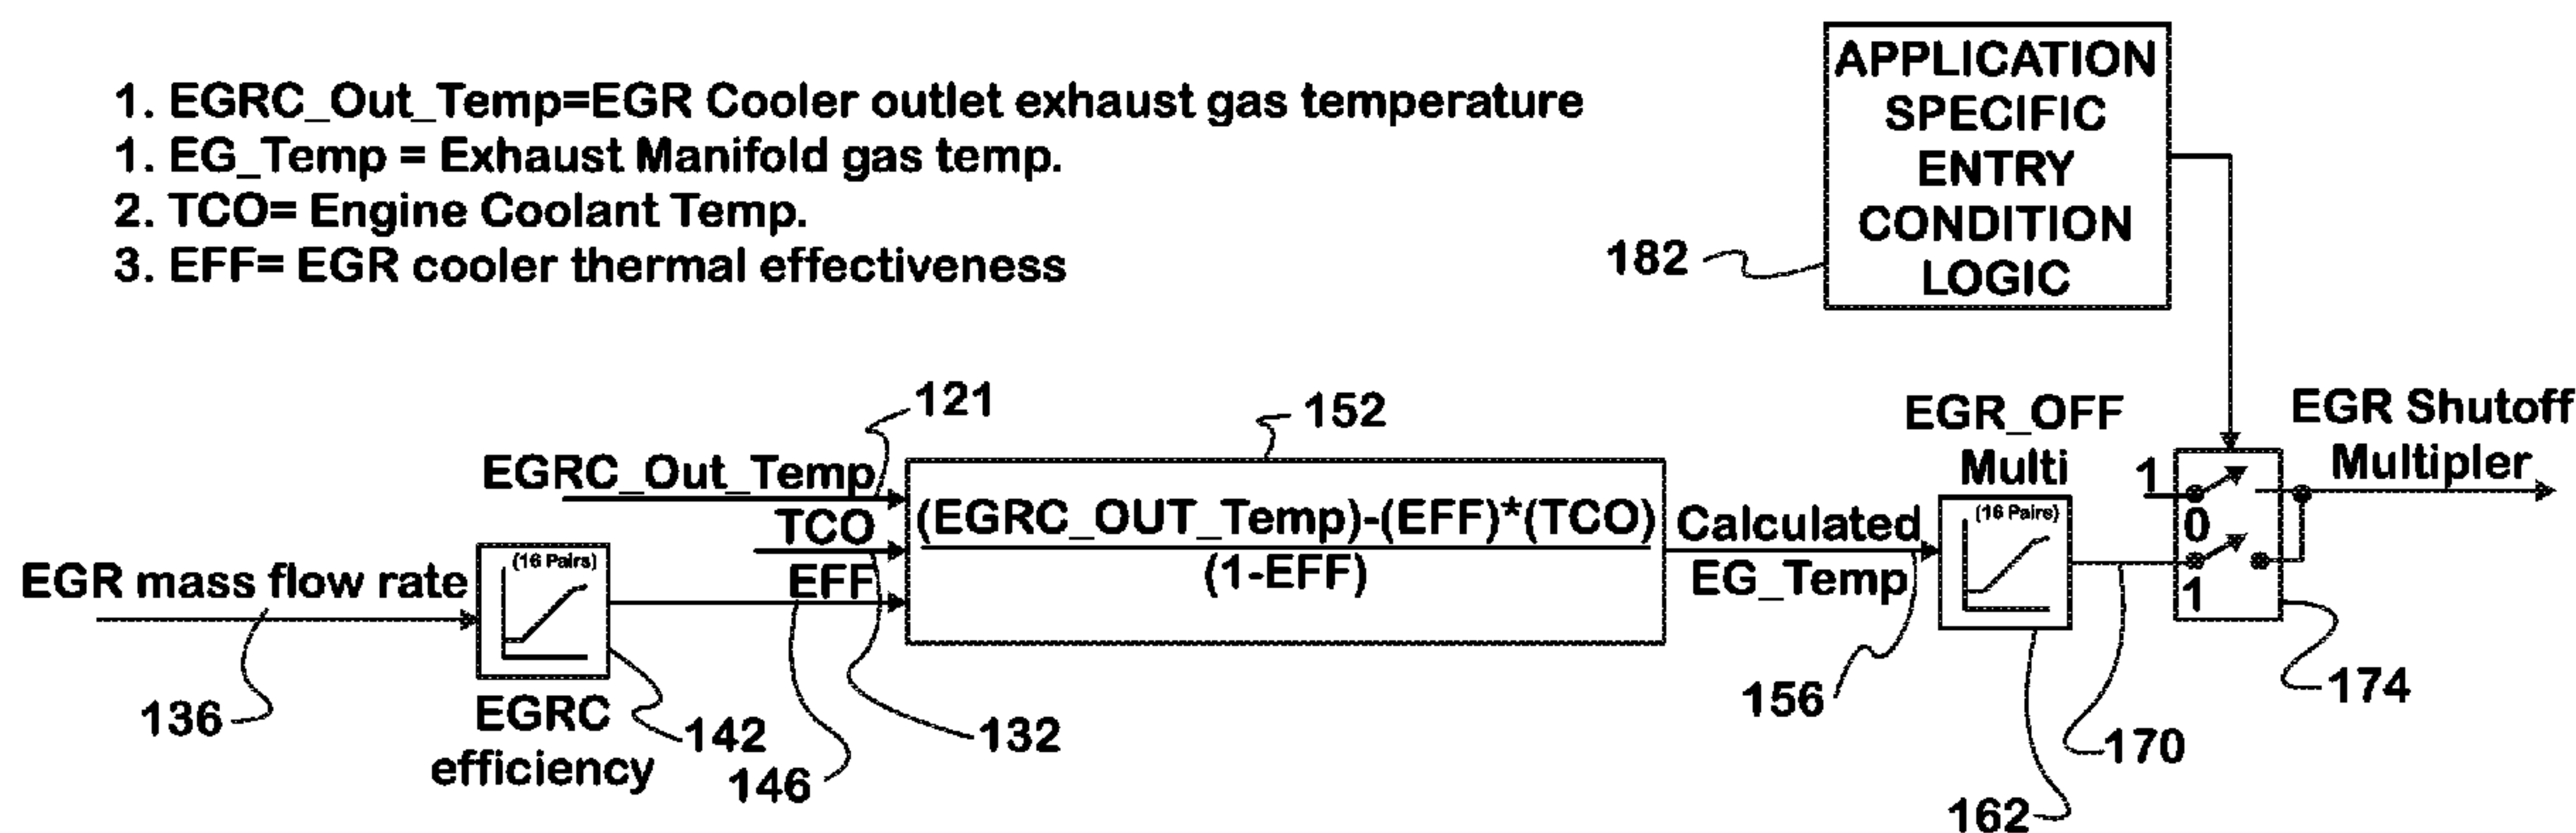 1. EGRC_Out_Temp=EGR Cooler outlet exhaust gas temperature
1. EG_Temp = Exhaust Manifold gas temp.
2. TCO= Engine Coolant Temp.
3. EFF= EGR cooler thermal effectiveness
APPLICATION
SPECIFIC
ENTRY
CONDITION
LOGIC
182
121
152
EGRC_Out_Temp
TCO
EFF
(EGRC_OUT_Temp)-(EFF)*(TCO)
(1-EFF)
EGR mass flow rate
(16 Pairs)
EGRC
efficiency
136
142
146
132
Calculated
EG_Temp
156
EGR_OFF
Multi
(16 Pairs)
162
170
1
0
1
174
EGR Shutoff
Multipler